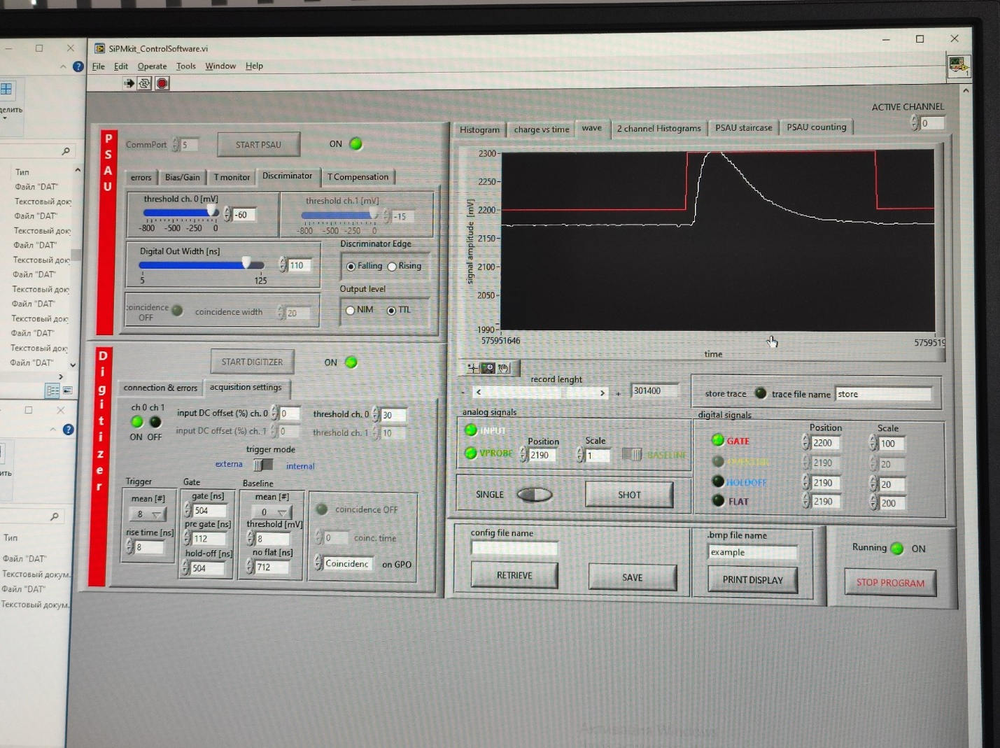 SiPMkit_ControlSoftware.vi
File Edit Operate Tools Window Help
делить
Тип
Файл "DAT"
Текстовый док
Файл "DAT"
Текстовый док
Файл "DAT"
Текстовый док
Файл "DAT"
Текстовый док
Файл "DAT"
Текстовый док
Файл "DAT"
Текстовый док
Файл "DAT"
ить
Тип
Файл "DAT"
Текстовый докум.
Файл "DAT"
Текстовый докум.
PSAU
CommPort 5 START PSAU ON
errors Bias/Gain T monitor Discriminator T Compensation
threshold ch. 0 [mV] -60
-800 -500 -250 0
threshold ch.1 [mV] -15
-800 -500 -250 0
Digital Out Width [ns] 110
5 125
Discriminator Edge
Falling Rising
Output level
NIM TTL
coincidence OFF coincidence width 20
Digitizer
START DIGITIZER ON
connection & errors acquisition settings
ch 0 ch 1
ON OFF
input DC offset (%) ch. 0 0 threshold ch. 0 30
input DC offset (%) ch. 1 0 threshold ch. 1 10
trigger mode
externa internal
Trigger
mean [#]
8
rise time [ns]
8
Gate
gate [ns]
504
pre gate [ns]
112
hold-off [ns]
504
Baseline
mean [#]
0
threshold [mV]
8
no flat [ns]
712
coincidence OFF
0 coinc. time
Coincidenc on GPO
ACTIVE CHANNEL
0
Histogram charge vs time wave 2 channel Histograms PSAU staircase PSAU counting
signal amplitude [mV]
2300
2250
2200
2150
2100
2050
1990
575951646 5759519
time
record lenght
- + 301400
store trace trace file name store
analog signals
INPUT
Position Scale
VPROBE 2190 1 BASELINE
SINGLE SHOT
digital signals
Position Scale
GATE 2200 100
2190 20
HOLDOFF 2190 20
FLAT 2190 200
config file name
RETRIEVE SAVE
.bmp file name
example
PRINT DISPLAY
Running ON
STOP PROGRAM